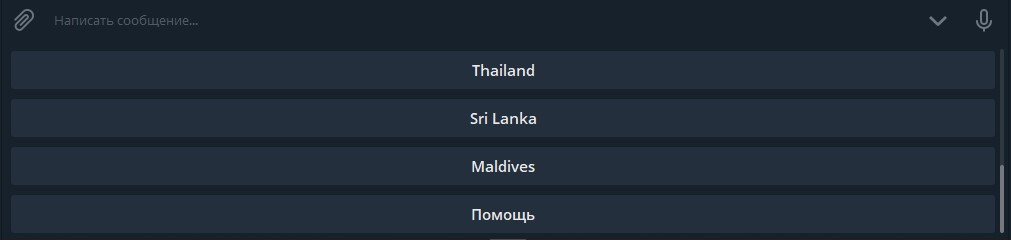 Написать сообщение...
Thailand
Sri Lanka
Maldives
Помощь